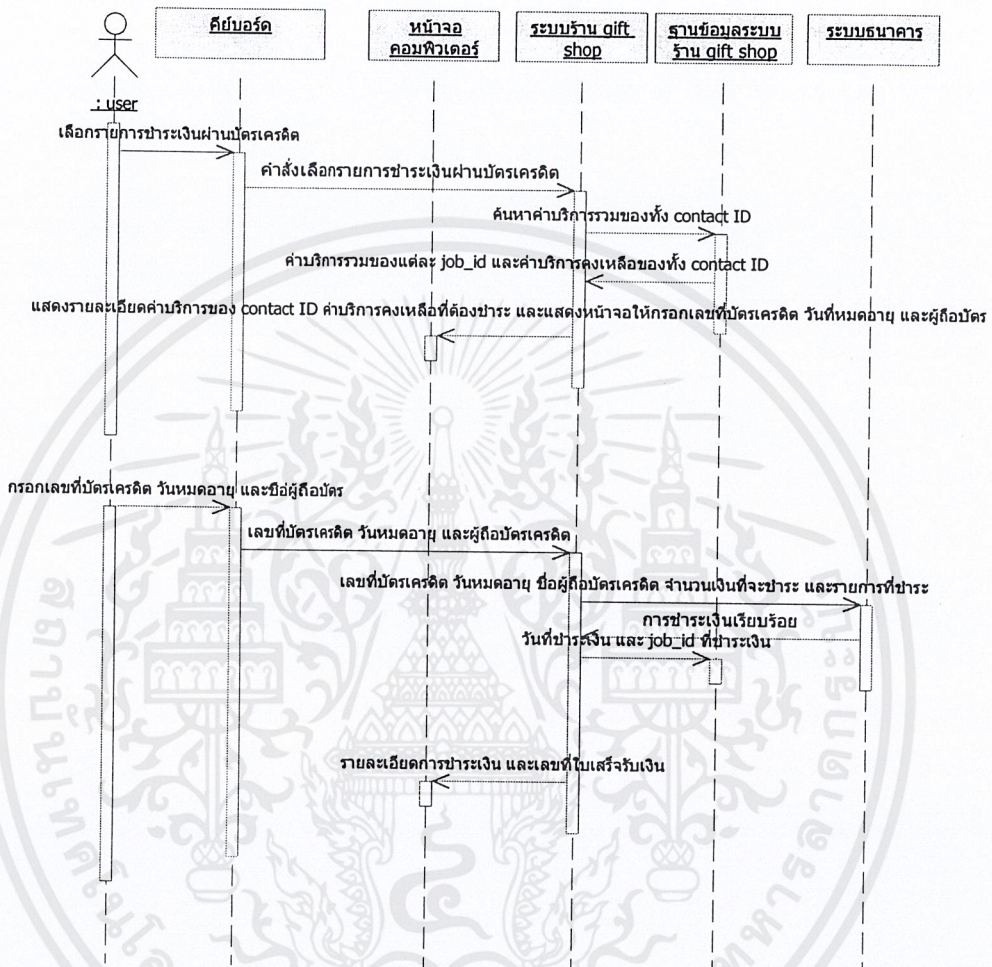 คีย์บอร์ด
หน้าจอ
คอมพิวเตอร์
ระบบร้าน gift
shop
ฐานข้อมูลระบบ
ร้าน gift shop
ระบบธนาคาร
: user
เลือกรายการชำระเงินผ่านบัตรเครดิต
คำสั่งเลือกรายการชำระเงินผ่านบัตรเครดิต
ค้นหาค่าบริการรวมของทั้ง contact ID
ค่าบริการรวมของแต่ละ job_id และค่าบริการคงเหลือของทั้ง contact ID
แสดงรายละเอียดค่าบริการของ contact ID ค่าบริการคงเหลือที่ต้องชำระ และแสดงหน้าจอให้กรอกเลขที่บัตรเครดิต วันที่หมดอายุ และผู้ถือบัตร
กรอกเลขที่บัตรเครดิต วันหมดอายุ และชื่อผู้ถือบัตร
เลขที่บัตรเครดิต วันหมดอายุ และผู้ถือบัตรเครดิต
เลขที่บัตรเครดิต วันหมดอายุ ชื่อผู้ถือบัตรเครดิต จำนวนเงินที่จะชำระ และรายการที่ชำระ
การชำระเงินเรียบร้อย
วันที่ชำระเงิน และ job_id ที่ชำระเงิน
รายละเอียดการชำระเงิน และเลขที่ใบเสร็จรับเงิน